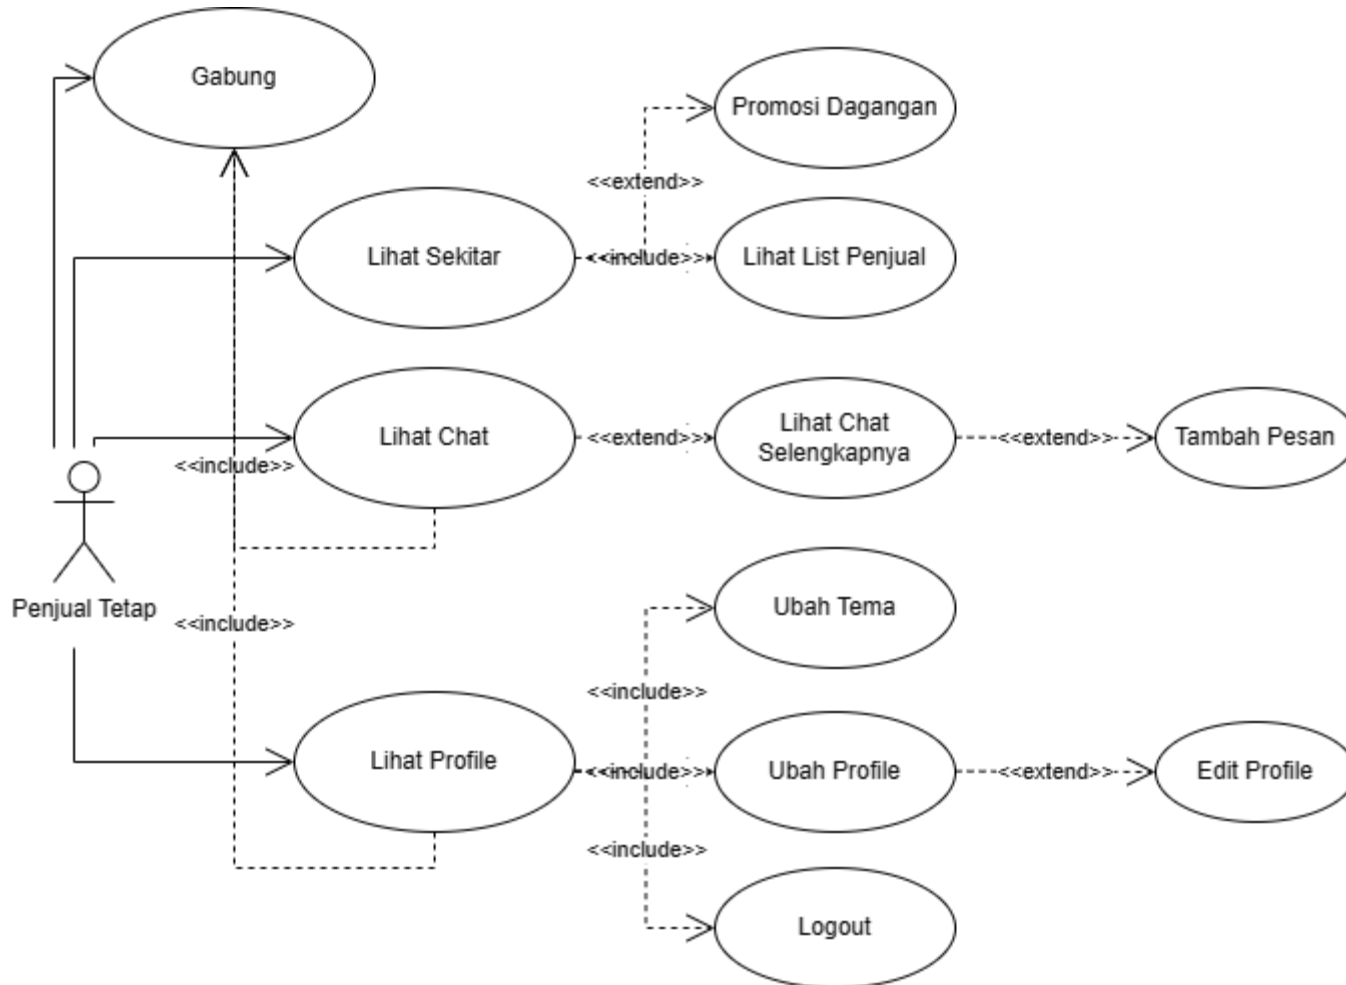 Gabung
Promosi Dagangan
<<extend>>
Lihat Sekitar
<<include>>
Lihat List Penjual
Lihat Chat
<<extend>>
Lihat Chat
Selengkapnya
<<extend>>
Tambah Pesan
<<include>>
Penjual Tetap
<<include>>
Ubah Tema
<<include>>
Lihat Profile
<<include>>
Ubah Profile
<<extend>>
Edit Profile
<<include>>
Logout